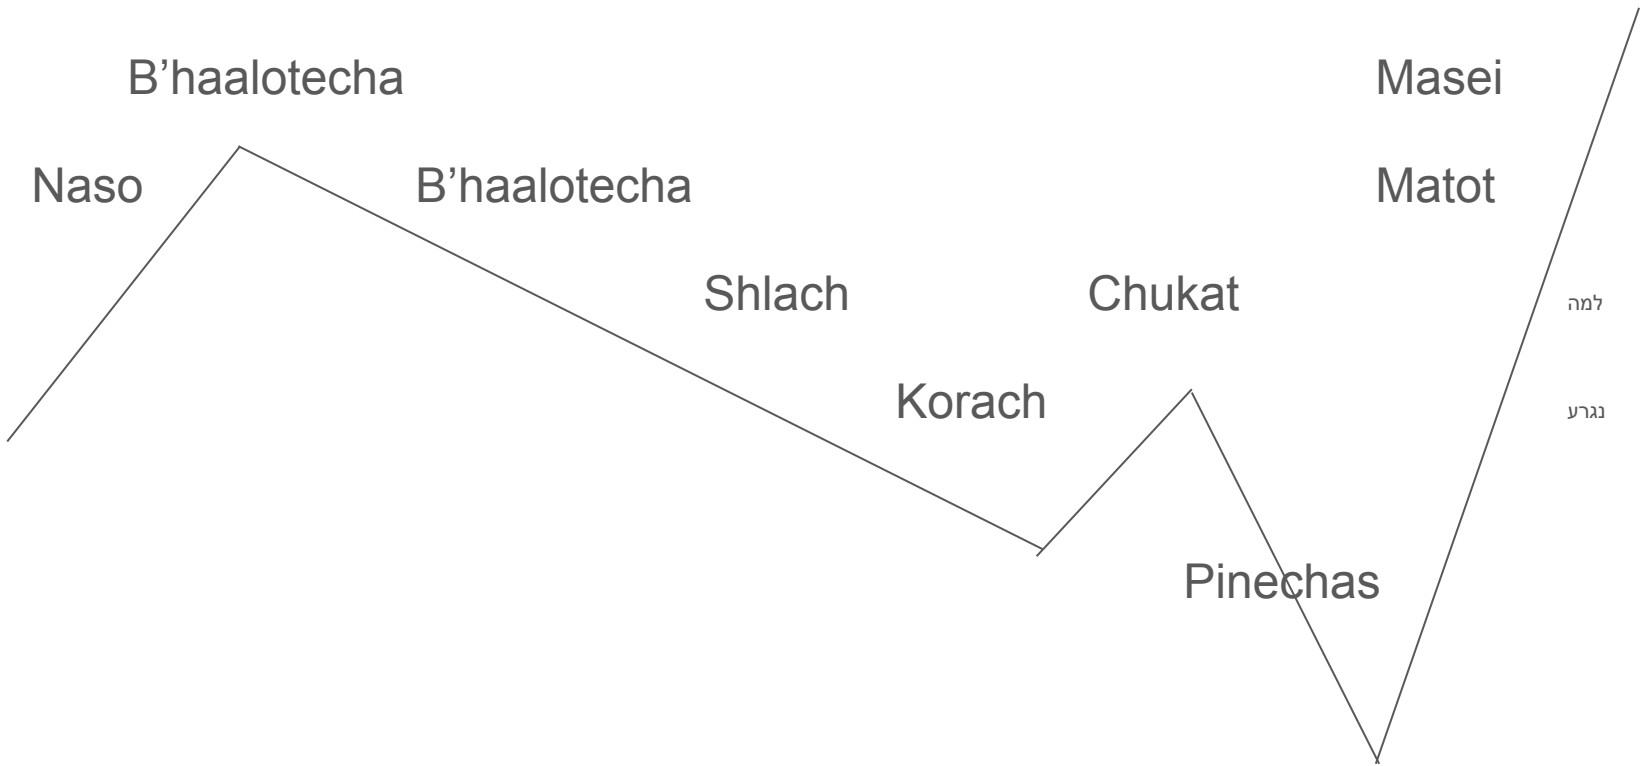 B’haalotecha
Masei
Naso
B’haalotecha
Matot
Shlach
Chukat
למה
Korach
נגרע
Pinechas